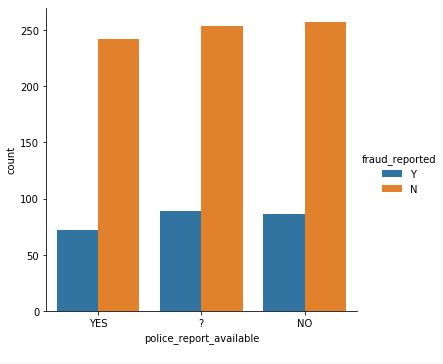 250
200
150
100
50
0
count
YES
?
NO
police_report_available
fraud_reported
Y
N